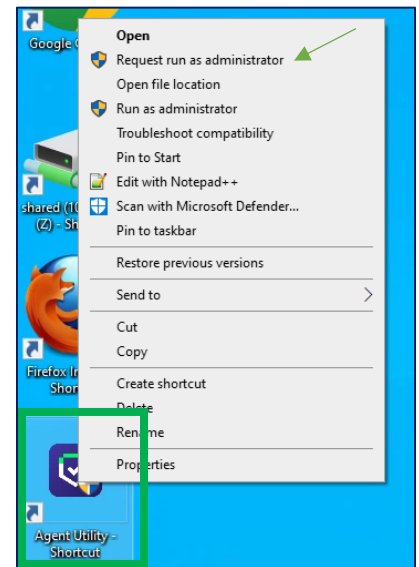 Google
Open
Request run as administrator
Open file location
Run as administrator
Troubleshoot compatibility
Pin to Start
Edit with Notepad++
Scan with Microsoft Defender...
Pin to taskbar
Restore previous versions
Send to
Cut
Copy
Create shortcut
Delete
Rename
Properties
shared (1
(Z) - Sh
Firefox
Shor
Agent Utility -
Shortcut